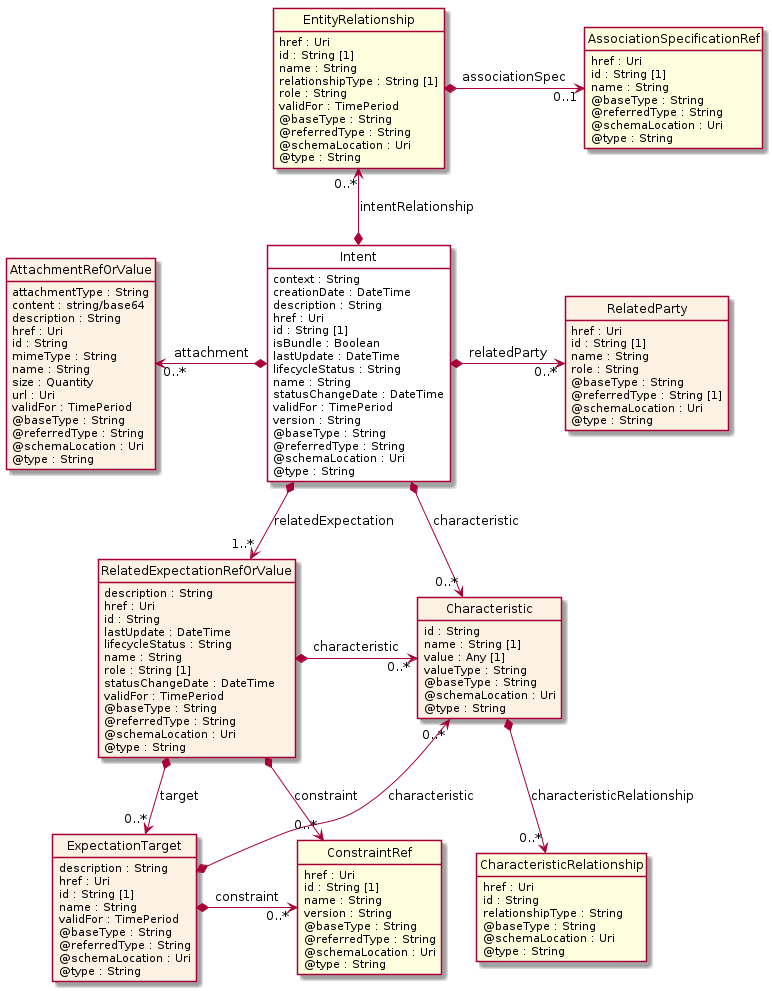 EntityRelationship
href : Uri
id : String [1]
name : String
relationshipType : String [1]
role : String
validFor : TimePeriod
@baseType : String
@referredType : String
@schemaLocation : Uri
@type : String
associationSpec
0..1
AssociationSpecificationRef
href : Uri
id : String [1]
name : String
@baseType : String
@referredType : String
@schemaLocation : Uri
@type : String
0..*
intentRelationship
AttachmentRefOrValue
attachmentType : String
content : string/base64
description : String
href : Uri
id : String
mimeType : String
name : String
size : Quantity
url : Uri
validFor : TimePeriod
@baseType : String
@referredType : String
@schemaLocation : Uri
@type : String
attachment
0..*
Intent
context : String
creationDate : DateTime
description : String
href : Uri
id : String [1]
isBundle : Boolean
lastUpdate : DateTime
lifecycleStatus : String
name : String
statusChangeDate : DateTime
validFor : TimePeriod
version : String
@baseType : String
@referredType : String
@schemaLocation : Uri
@type : String
relatedParty
0..*
RelatedParty
href : Uri
id : String [1]
name : String
role : String
@baseType : String
@referredType : String [1]
@schemaLocation : Uri
@type : String
relatedExpectation
1..*
characteristic
0..*
RelatedExpectationRefOrValue
description : String
href : Uri
id : String
lastUpdate : DateTime
lifecycleStatus : String
name : String
role : String [1]
statusChangeDate : DateTime
validFor : TimePeriod
@baseType : String
@referredType : String
@schemaLocation : Uri
@type : String
characteristic
0..*
Characteristic
id : String
name : String [1]
value : Any [1]
valueType : String
@baseType : String
@schemaLocation : Uri
@type : String
0..*
target
0..*
constraint
0..*
characteristic
characteristicRelationship
0..*
ExpectationTarget
description : String
href : Uri
id : String [1]
name : String
validFor : TimePeriod
@baseType : String
@referredType : String
@schemaLocation : Uri
@type : String
constraint
0..*
ConstraintRef
href : Uri
id : String [1]
name : String
version : String
@baseType : String
@referredType : String
@schemaLocation : Uri
@type : String
CharacteristicRelationship
href : Uri
id : String
relationshipType : String
@baseType : String
@schemaLocation : Uri
@type : String